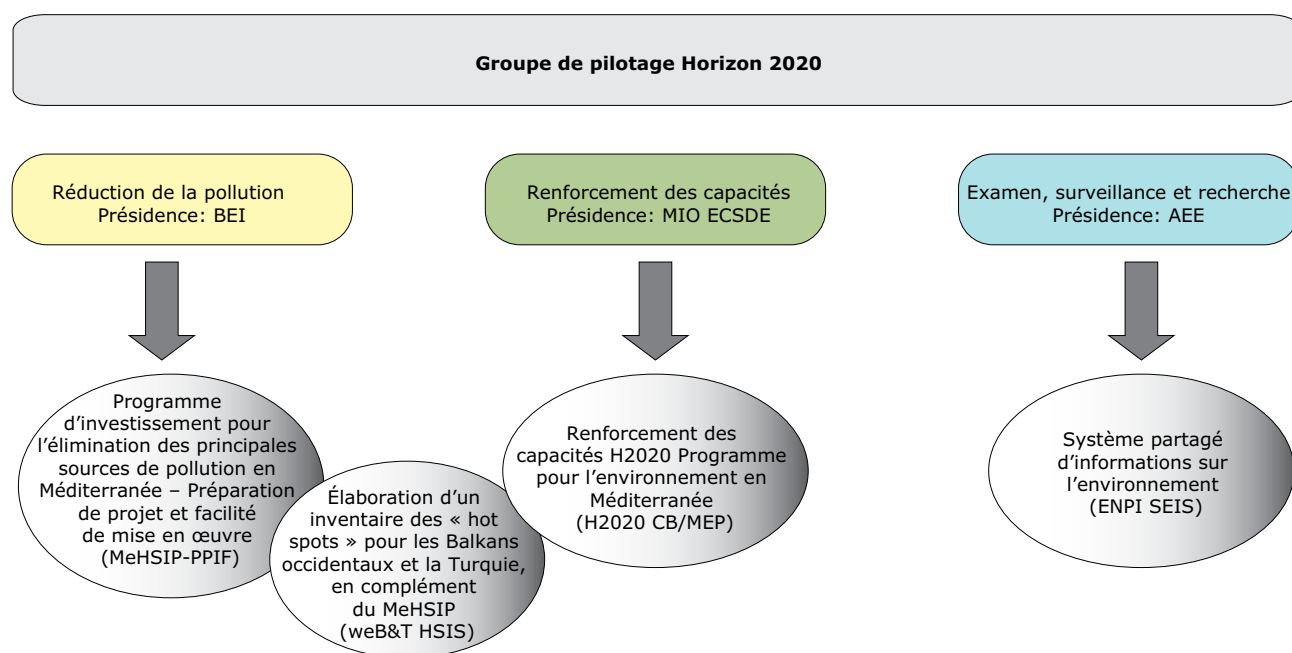 Groupe de pilotage Horizon 2020
Réduction de la pollution
Présidence: BEI
Renforcement des capacités
Présidence: MIO ECSDE
Examen, surveillance et recherche
Présidence: AEE
Programme
d’investissement pour
l’élimination des principales
sources de pollution en
Méditerranée – Préparation
de projet et facilité
de mise en œuvre
(MeHSIP-PPIF)
Élaboration d’un
inventaire des « hot
spots » pour les Balkans
occidentaux et la Turquie,
en complément
du MeHSIP
(weB&T HSIS)
Renforcement des
capacités H2020 Programme
pour l’environnement en
Méditerranée
(H2020 CB/MEP)
Système partagé
d’informations sur
l’environnement
(ENPI SEIS)